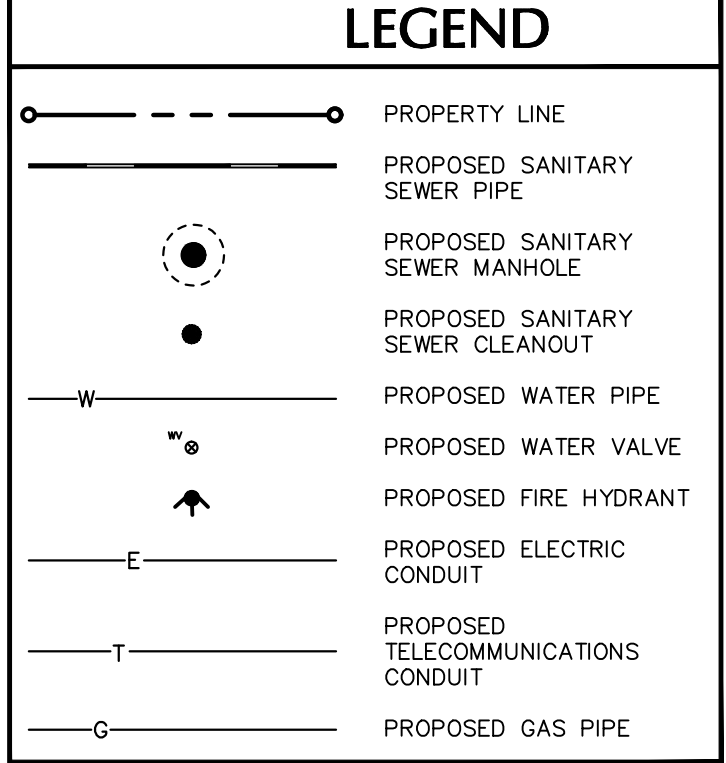 LEGEND
PROPERTY LINE
PROPOSED SANITARY
SEWER PIPE
PROPOSED SANITARY
SEWER MANHOLE
PROPOSED SANITARY
SEWER CLEANOUT
W
PROPOSED WATER PIPE
WV
PROPOSED WATER VALVE
PROPOSED FIRE HYDRANT
E
PROPOSED ELECTRIC
CONDUIT
T
PROPOSED
TELECOMMUNICATIONS
CONDUIT
G
PROPOSED GAS PIPE